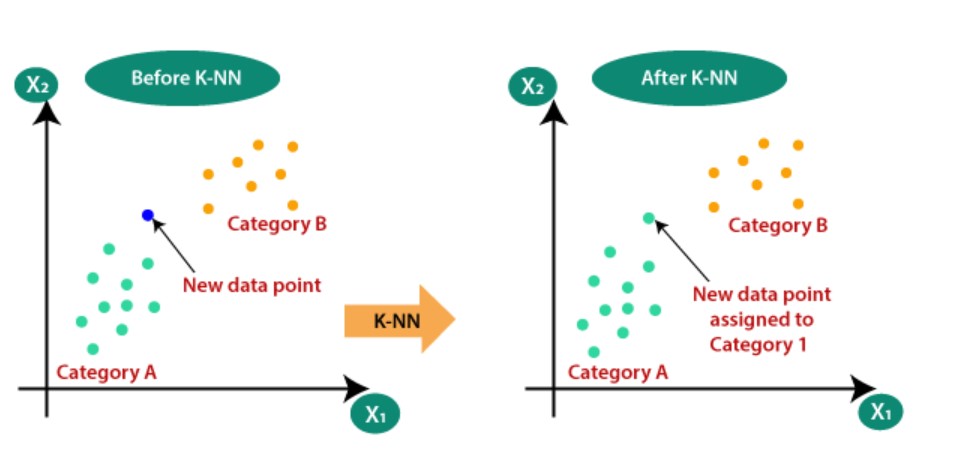 X₂
Before K-NN
Category B
New data point
Category A
X₁
K-NN
X₂
After K-NN
Category B
New data point
assigned to
Category 1
Category A
X₁